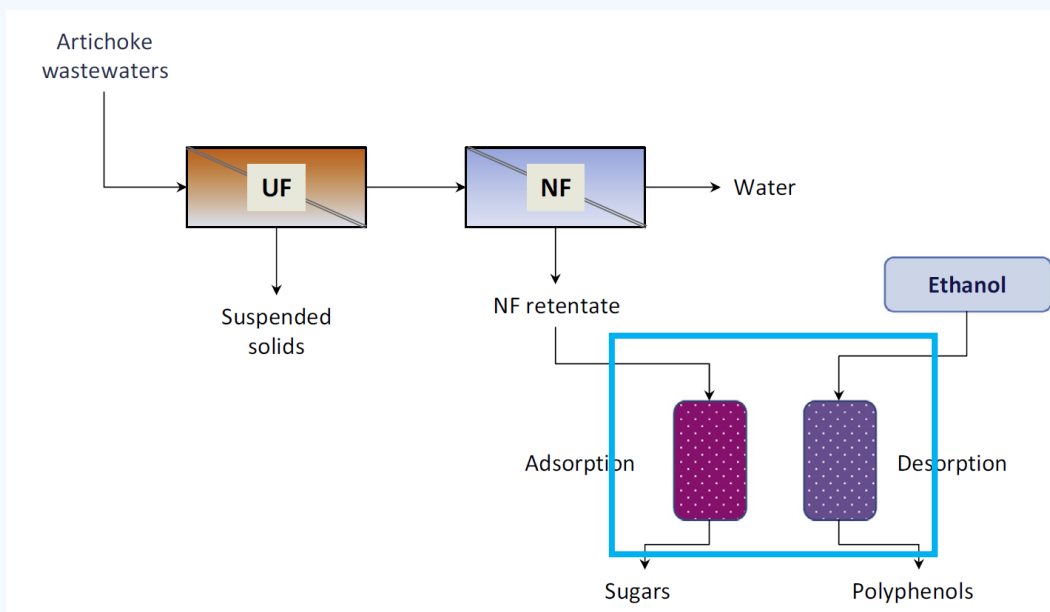 Artichoke
wastewaters
UF
NF
Water
Suspended
solids
NF retentate
Ethanol
Adsorption
Desorption
Sugars
Polyphenols